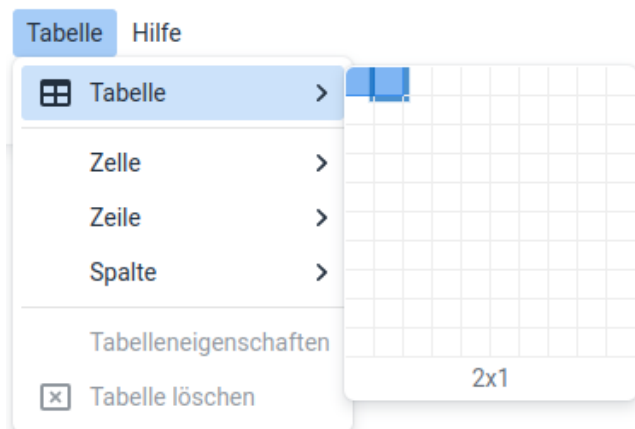 Tabelle Hilfe
Tabelle
Zelle
Zeile
Spalte
Tabelleneigenschaften
Tabelle löschen
2x1